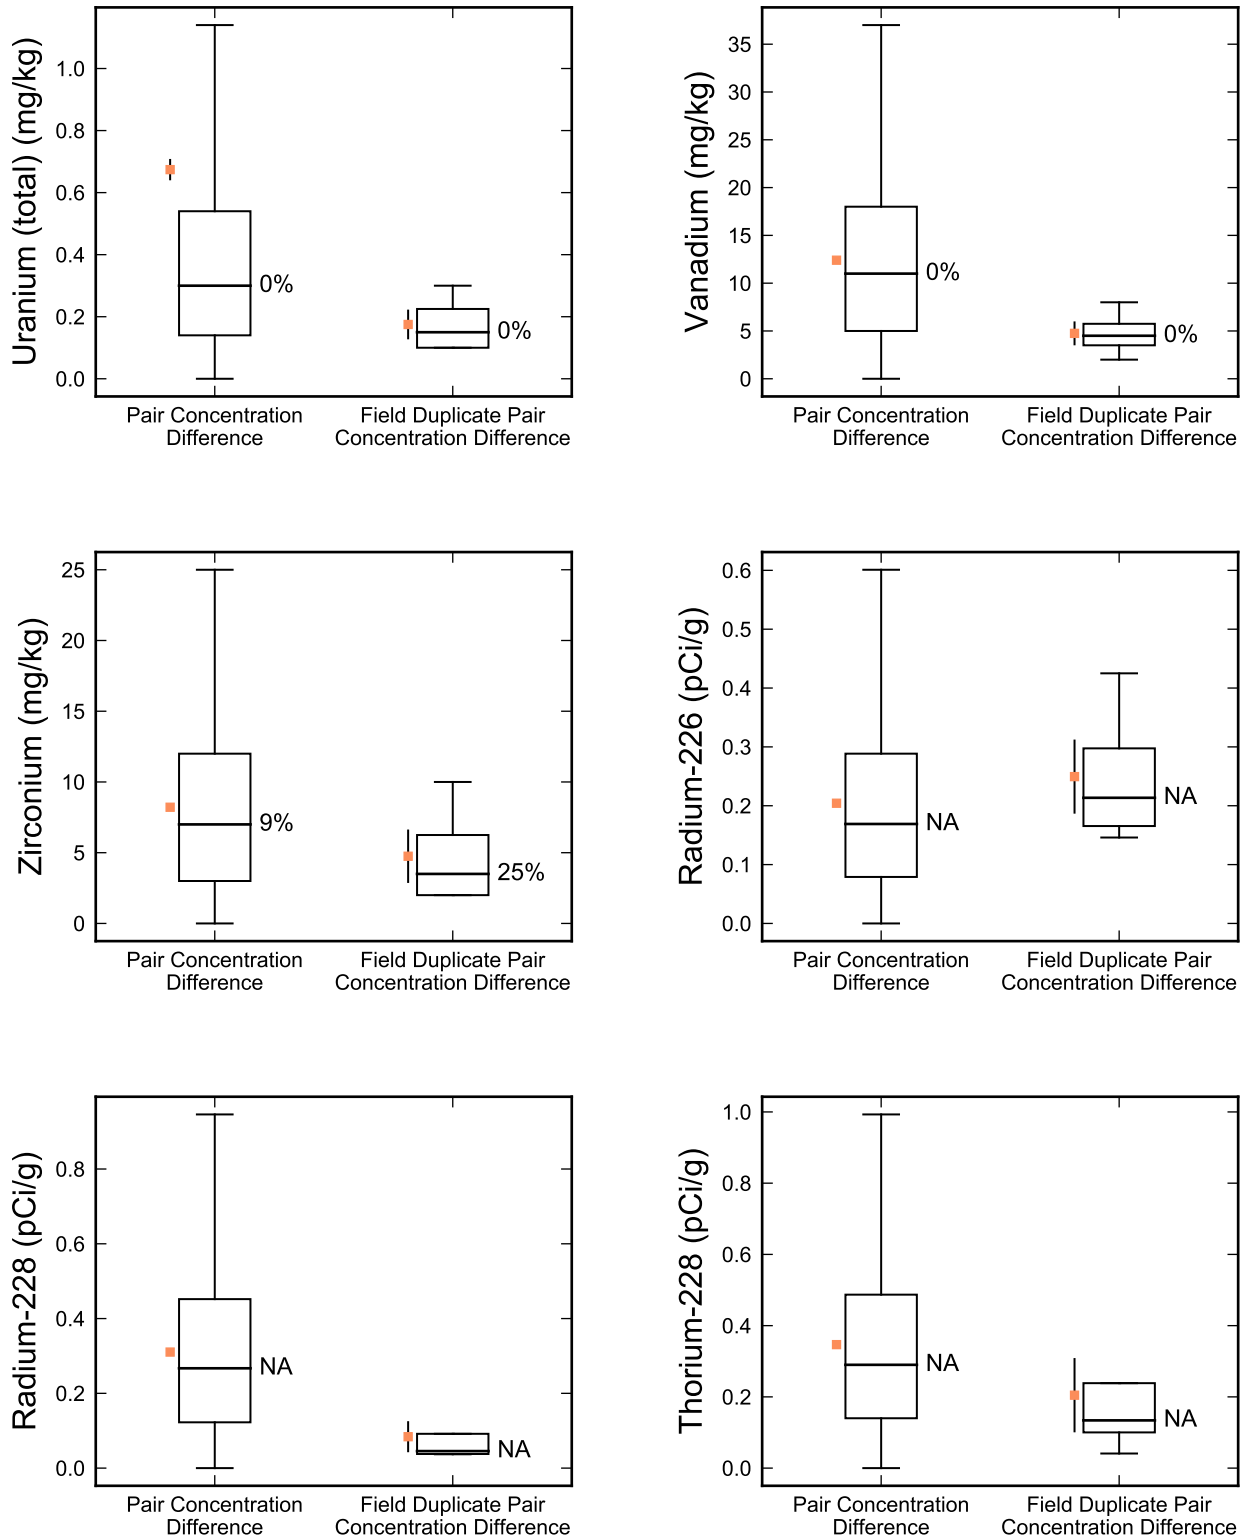 Uranium (total) (mg/kg)
1.0
0.8
0.6
0.4
0.2
0.0
0%
0%
Pair Concentration
Difference
Field Duplicate Pair
Concentration Difference
Vanadium (mg/kg)
35
30
25
20
15
10
5
0
0%
0%
Pair Concentration
Difference
Field Duplicate Pair
Concentration Difference
Zirconium (mg/kg)
25
20
15
10
5
0
9%
25%
Pair Concentration
Difference
Field Duplicate Pair
Concentration Difference
Radium-226 (pCi/g)
0.6
0.5
0.4
0.3
0.2
0.1
0.0
NA
NA
Pair Concentration
Difference
Field Duplicate Pair
Concentration Difference
Radium-228 (pCi/g)
0.8
0.6
0.4
0.2
0.0
NA
NA
Pair Concentration
Difference
Field Duplicate Pair
Concentration Difference
Thorium-228 (pCi/g)
1.0
0.8
0.6
0.4
0.2
0.0
NA
NA
Pair Concentration
Difference
Field Duplicate Pair
Concentration Difference